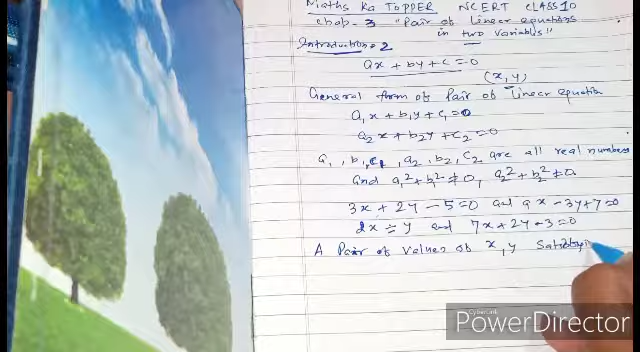 Maths Ka TOPPER NCERT CLASS 10
Chap-3 "Pair of Linear equations
in two Variables"
Introduction:2
ax + by + c = 0
(x, y)
General form of Pair of linear equation
a₁x + b₁y + c₁ = 0
a₂x + b₂y + c₂ = 0
a₁, b₁, c₁, a₂, b₂, c₂ are all real numbers
and a₁² + b₁² ≠ 0, a₂² + b₂² ≠ 0
3x + 2y - 5 = 0 and 9x - 3y + 7 = 0
2x = y and 7x + 2y - 3 = 0
A Pair of values of x, y
CyberLink
PowerDirector